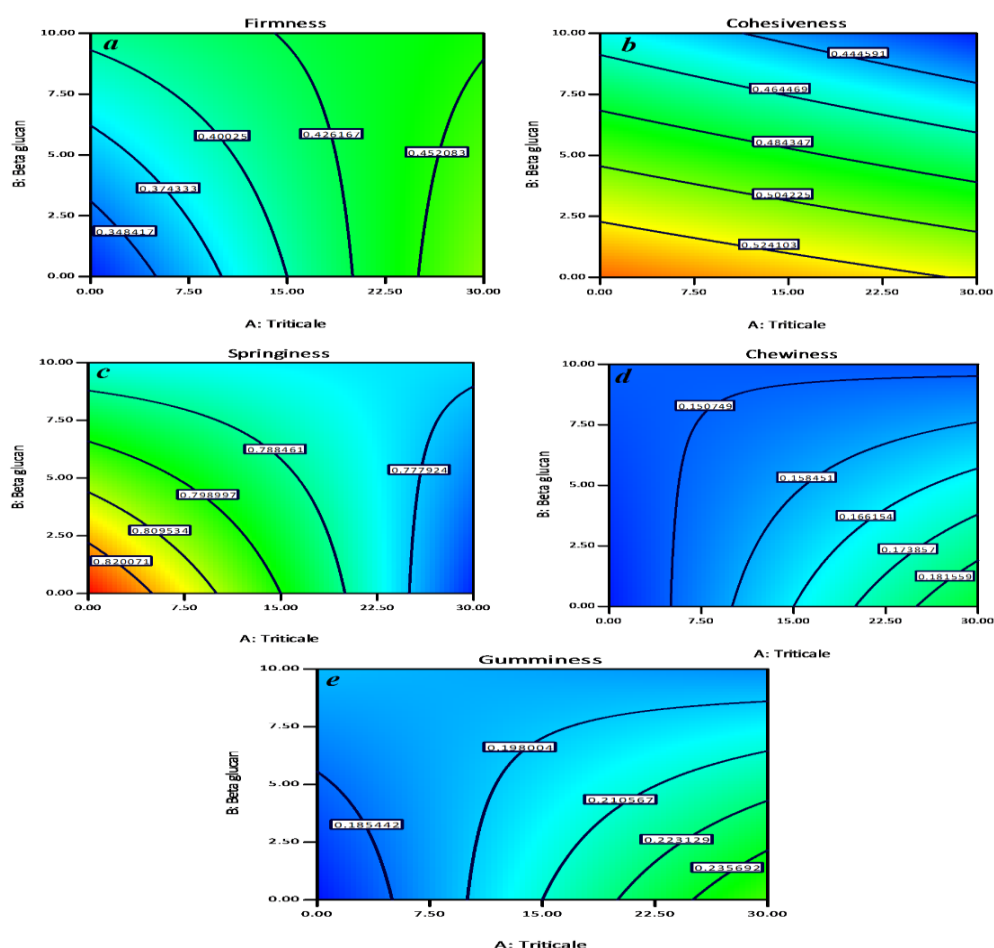 Firmness
a
10.00
7.50
5.00
2.50
0.00
B: Beta glucan
0.40025
0.426167
0.452083
0.374333
0.348417
0.00 7.50 15.00 22.50 30.00
A: Triticale
Cohesiveness
b
10.00
7.50
5.00
2.50
0.00
B: Beta glucan
0.444591
0.464469
0.484347
0.504225
0.524103
0.00 7.50 15.00 22.50 30.00
A: Triticale
Springiness
c
10.00
7.50
5.00
2.50
0.00
B: Beta glucan
0.788461
0.777924
0.798997
0.809534
0.820071
0.00 7.50 15.00 22.50 30.00
A: Triticale
Chewiness
d
10.00
7.50
5.00
2.50
0.00
B: Beta glucan
0.150749
0.158451
0.166154
0.173857
0.181559
0.00 7.50 15.00 22.50 30.00
A: Triticale
Gumminess
e
10.00
7.50
5.00
2.50
0.00
B: Beta glucan
0.198004
0.185442
0.210567
0.223129
0.235692
0.00 7.50 15.00 22.50 30.00
A: Triticale